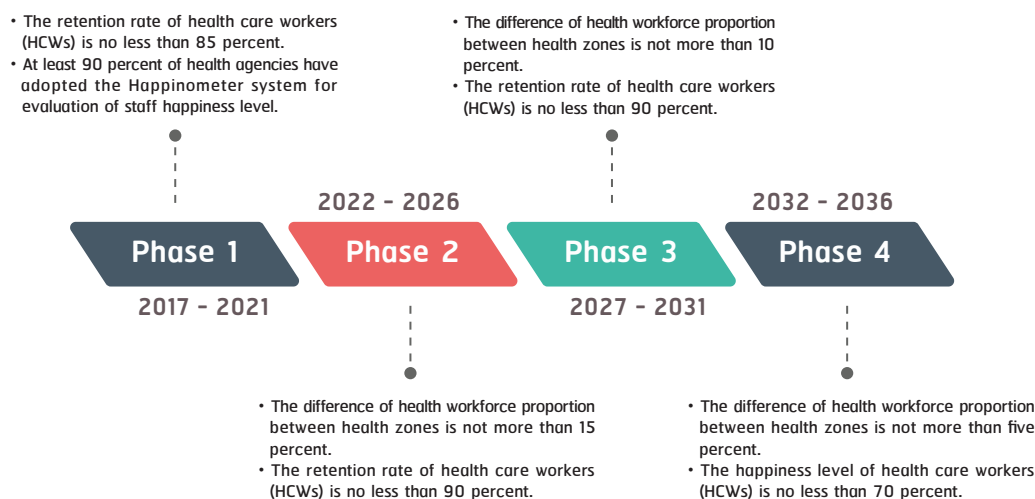 • The retention rate of health care workers
(HCWs) is no less than 85 percent.
• At least 90 percent of health agencies have
adopted the Happinometer system for
evaluation of staff happiness level.
• The difference of health workforce proportion
between health zones is not more than 10
percent.
• The retention rate of health care workers
(HCWs) is no less than 90 percent.
2022 - 2026
2032 - 2036
Phase 1
Phase 2
Phase 3
Phase 4
2017 - 2021
2027 - 2031
• The difference of health workforce proportion
between health zones is not more than 15
percent.
• The retention rate of health care workers
(HCWs) is no less than 90 percent.
• The difference of health workforce proportion
between health zones is not more than five
percent.
• The happiness level of health care workers
(HCWs) is no less than 70 percent.